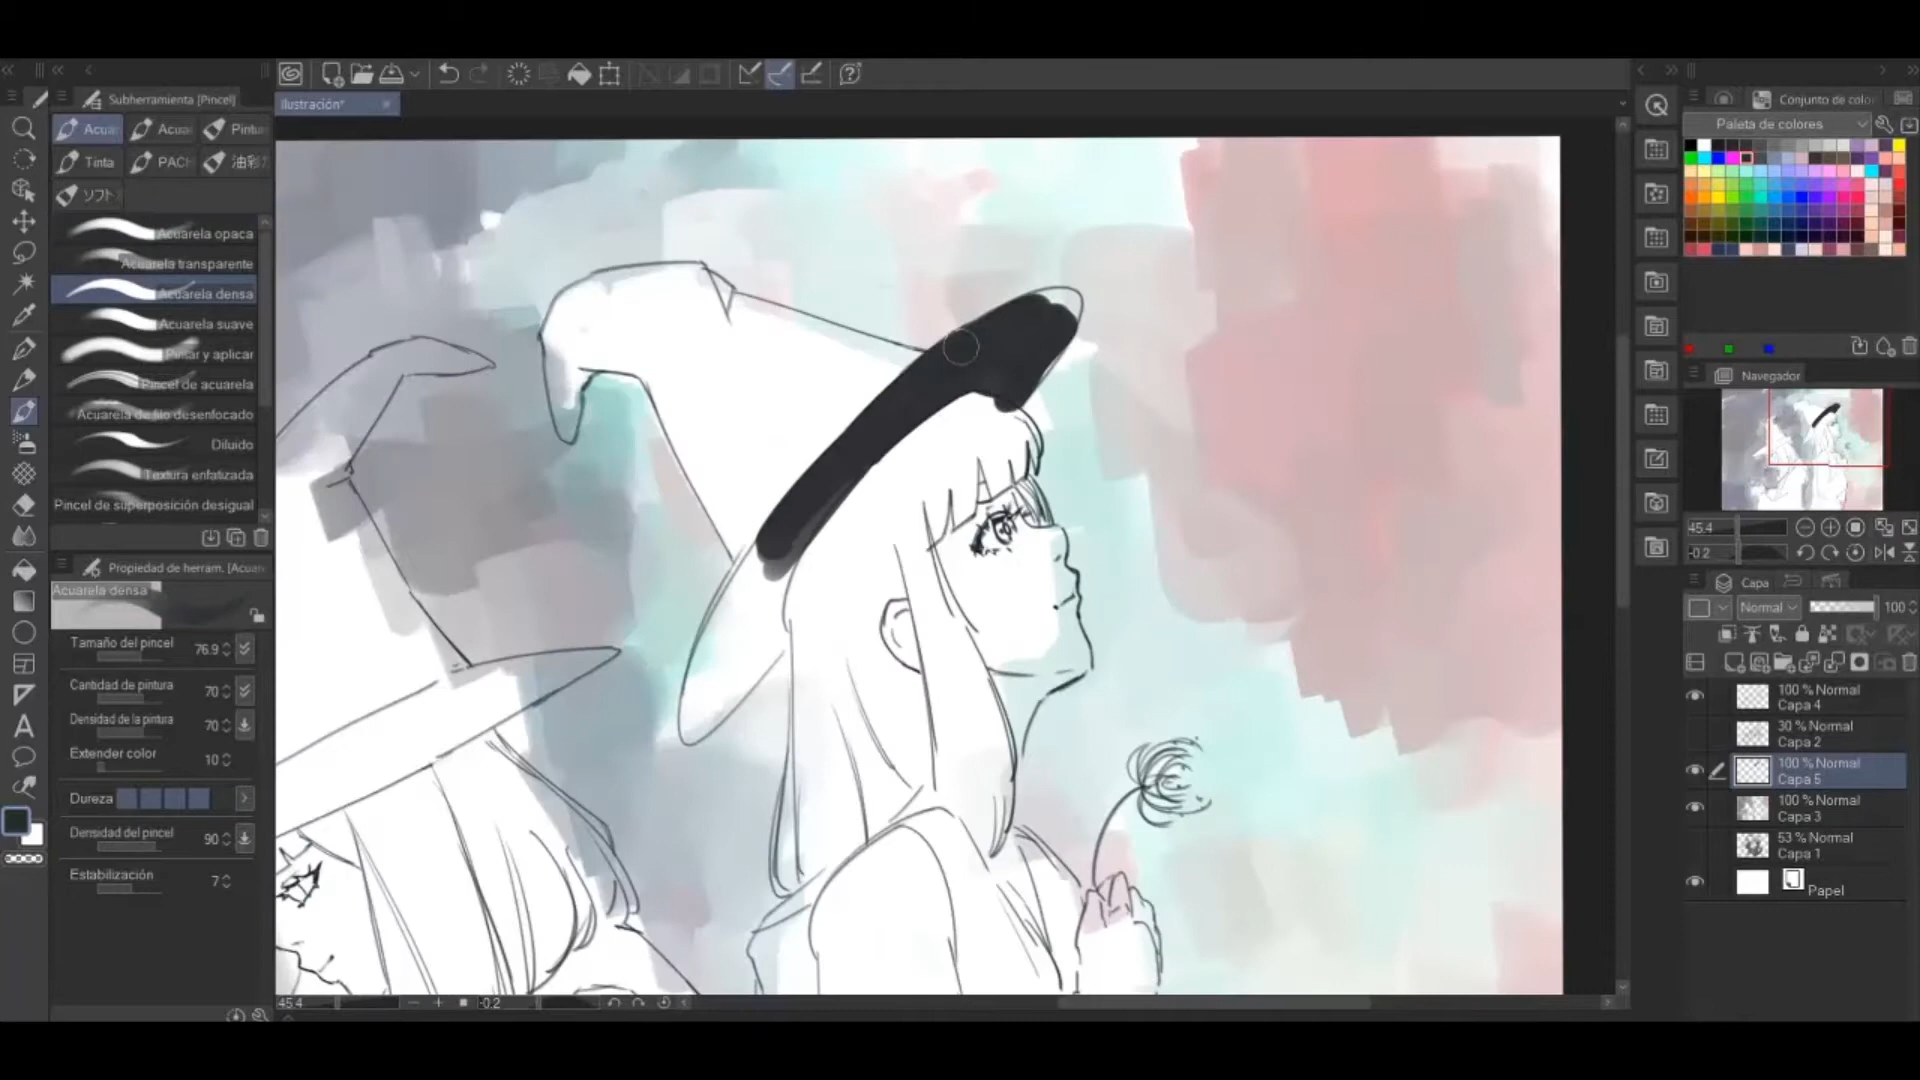 Subherramienta [Pincel]
Ilustración*
Conjunto de colo
Acua
Acua
Pintu
Paleta de colores
Tinta
PACH
油彩
ソフト
Acuarela opaca
Acuarela transparente
Acuarela densa
Acuarela suave
Pintar y aplicar
Pincel de acuarela
Acuarela de filo desenfocado
Diluido
Textura enfatizada
Pincel de superposición desigual
Navegador
45.4
-0.2
Propiedad de herram. [Acuar
Acuarela densa
Tamaño del pincel 76.9
Cantidad de pintura 70
Densidad de la pintura 70
Extender color 10
Dureza
Densidad del pincel 90
Estabilización 7
Capa
Normal 100
100 % Normal
Capa 4
30 % Normal
Capa 2
100 % Normal
Capa 5
100 % Normal
Capa 3
53 % Normal
Capa 1
Papel
A
45.4 -0.2